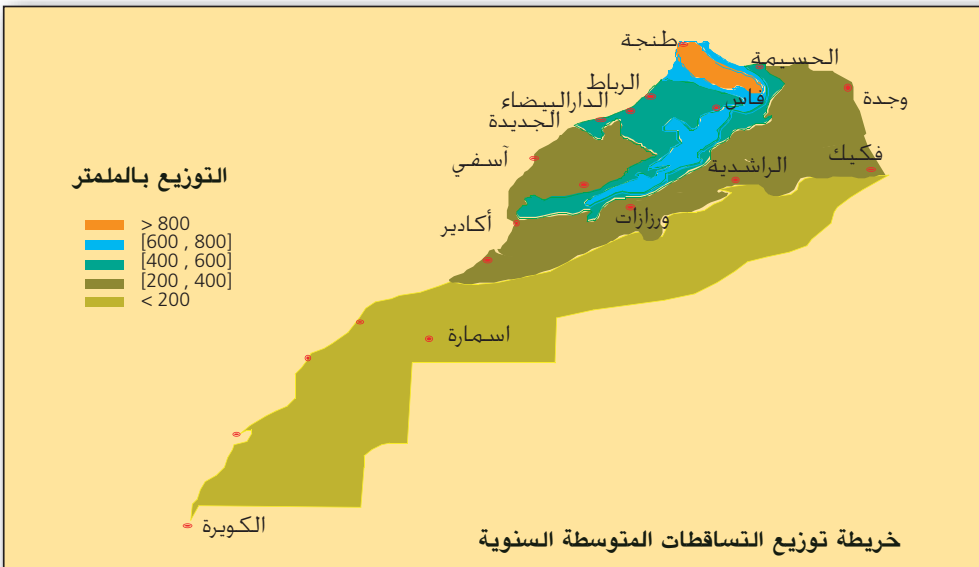 طنجة
الحسيمة
الرباط
الدارالبيضاء
فاس
وجدة
الجديدة
آسفي
فكيك
الراشدية
التوزيع بالملمتر
ورزازات
أكادير
> 800
[600 , 800]
[400 , 600]
[200 , 400]
< 200
اسمارة
الكويرة
خريطة توزيع التساقطات المتوسطة السنوية